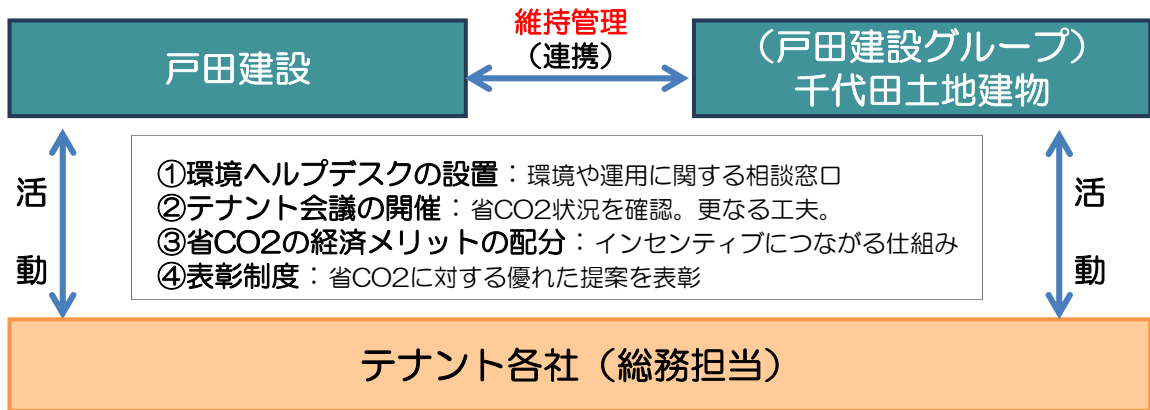 戸田建設
維持管理
（連携）
（戸田建設グループ）
千代田土地建物
活動
①環境ヘルプデスクの設置：環境や運用に関する相談窓口
②テナント会議の開催：省CO2状況を確認。更なる工夫。
③省CO2の経済メリットの配分：インセンティブにつながる仕組み
④表彰制度：省CO2に対する優れた提案を表彰
活動
テナント各社（総務担当）